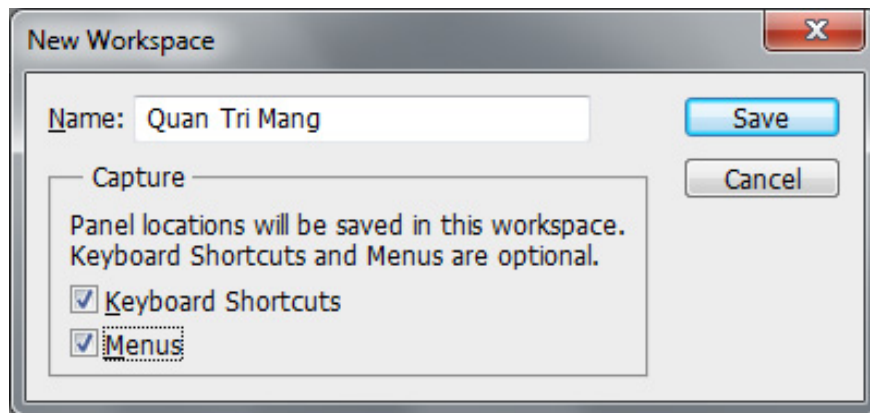 New Workspace
Name: Quan Tri Mang
Save
Capture
Cancel
Panel locations will be saved in this workspace.
Keyboard Shortcuts and Menus are optional.
Keyboard Shortcuts
Menus